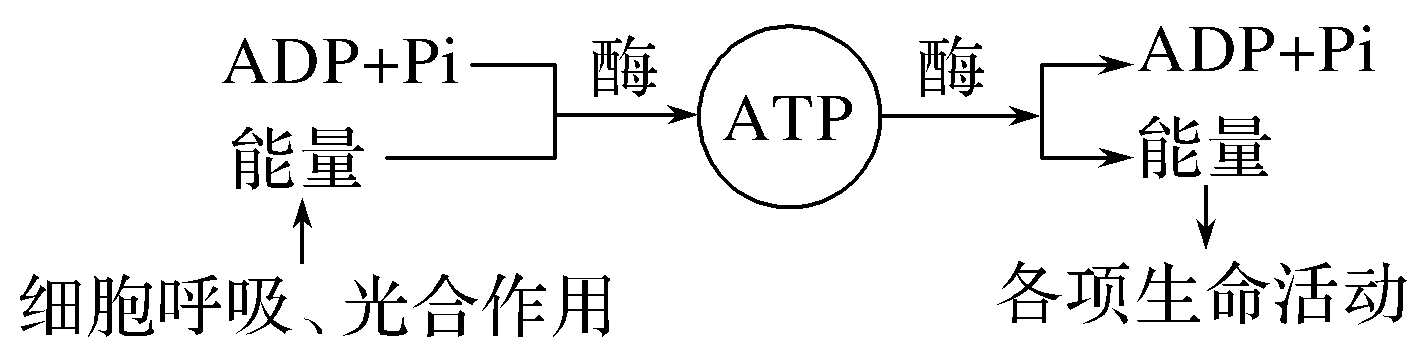 ADP+Pi 酶 ATP 酶 ADP+Pi
能量 能量
细胞呼吸、光合作用 各项生命活动